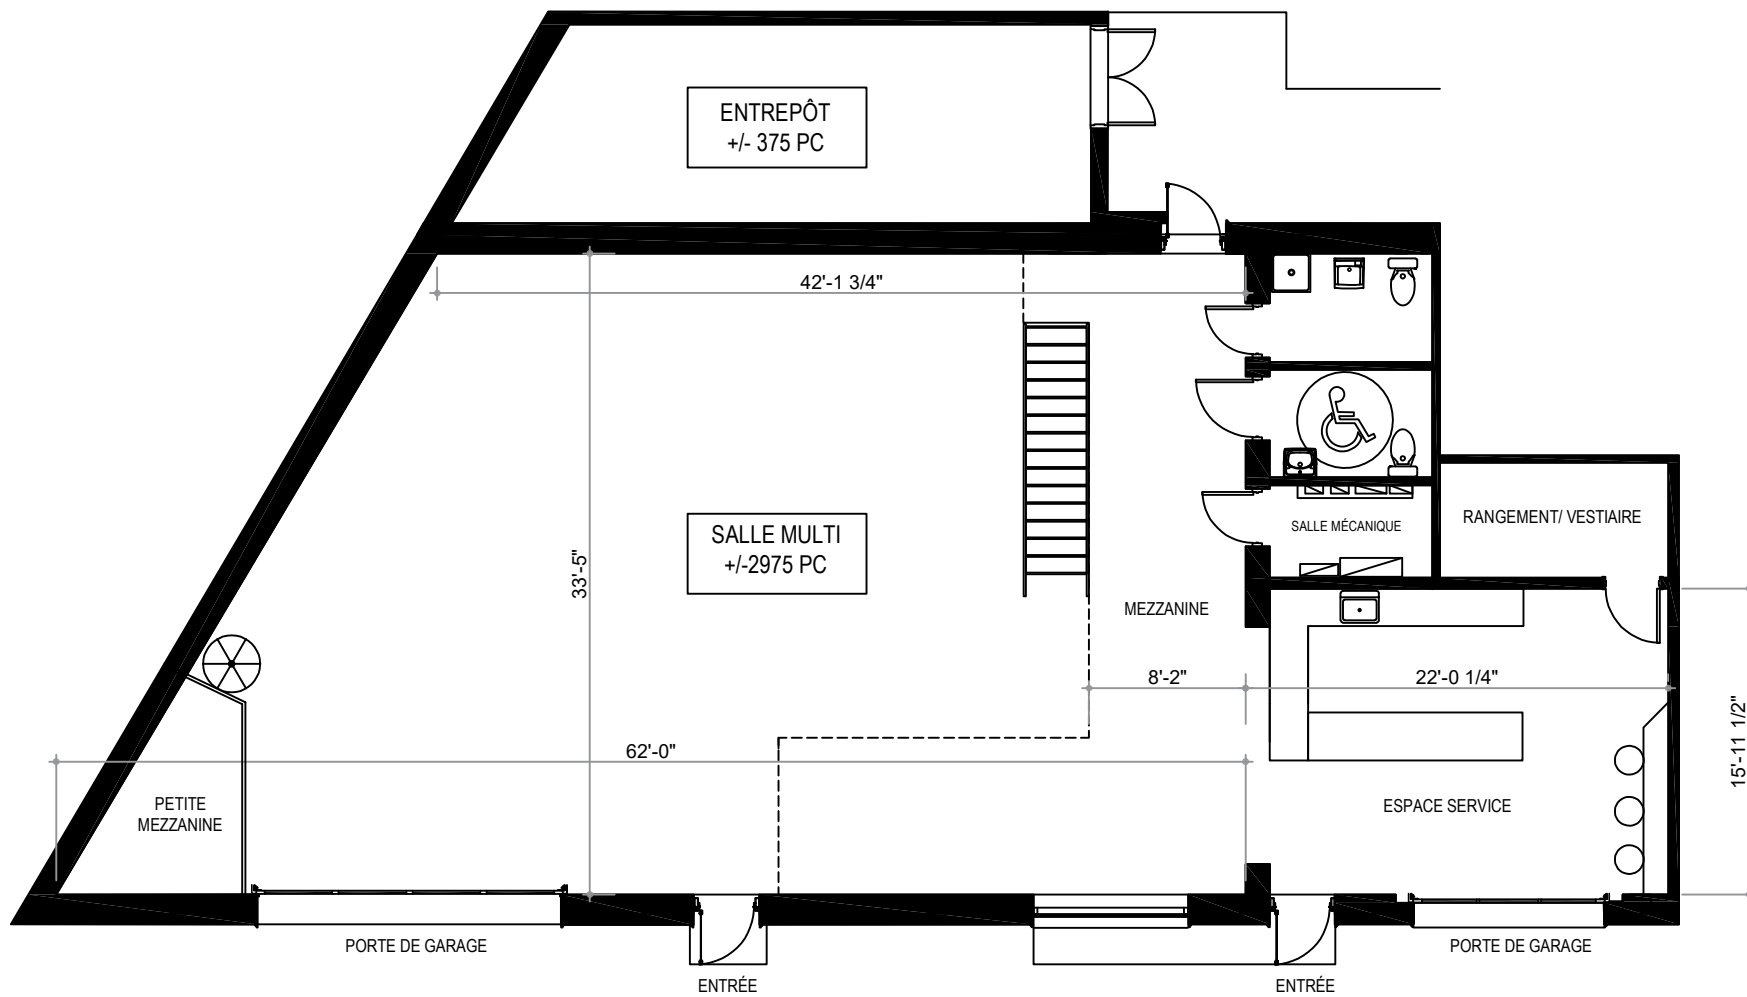 ENTREPÔT
+/- 375 PC
42'-1 3/4"
SALLE MULTI
+/-2975 PC
33'-5"
SALLE MÉCANIQUE
RANGEMENT/ VESTIAIRE
MEZZANINE
8'-2"
22'-0 1/4"
15'-11 1/2"
62'-0"
PETITE
MEZZANINE
ESPACE SERVICE
PORTE DE GARAGE
ENTRÉE
ENTRÉE
PORTE DE GARAGE